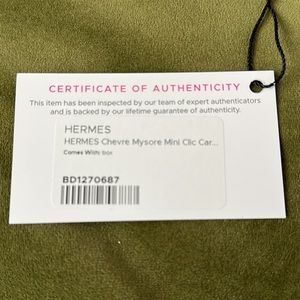 CERTIFICATE OF AUTHENTICITY
This item has been inspected by our team of expert authenticators
and is backed by our lifetime guarantee of authenticity.
HERMES
HERMES Chevre Mysore Mini Clic Car...
Comes With: box
BD1270687